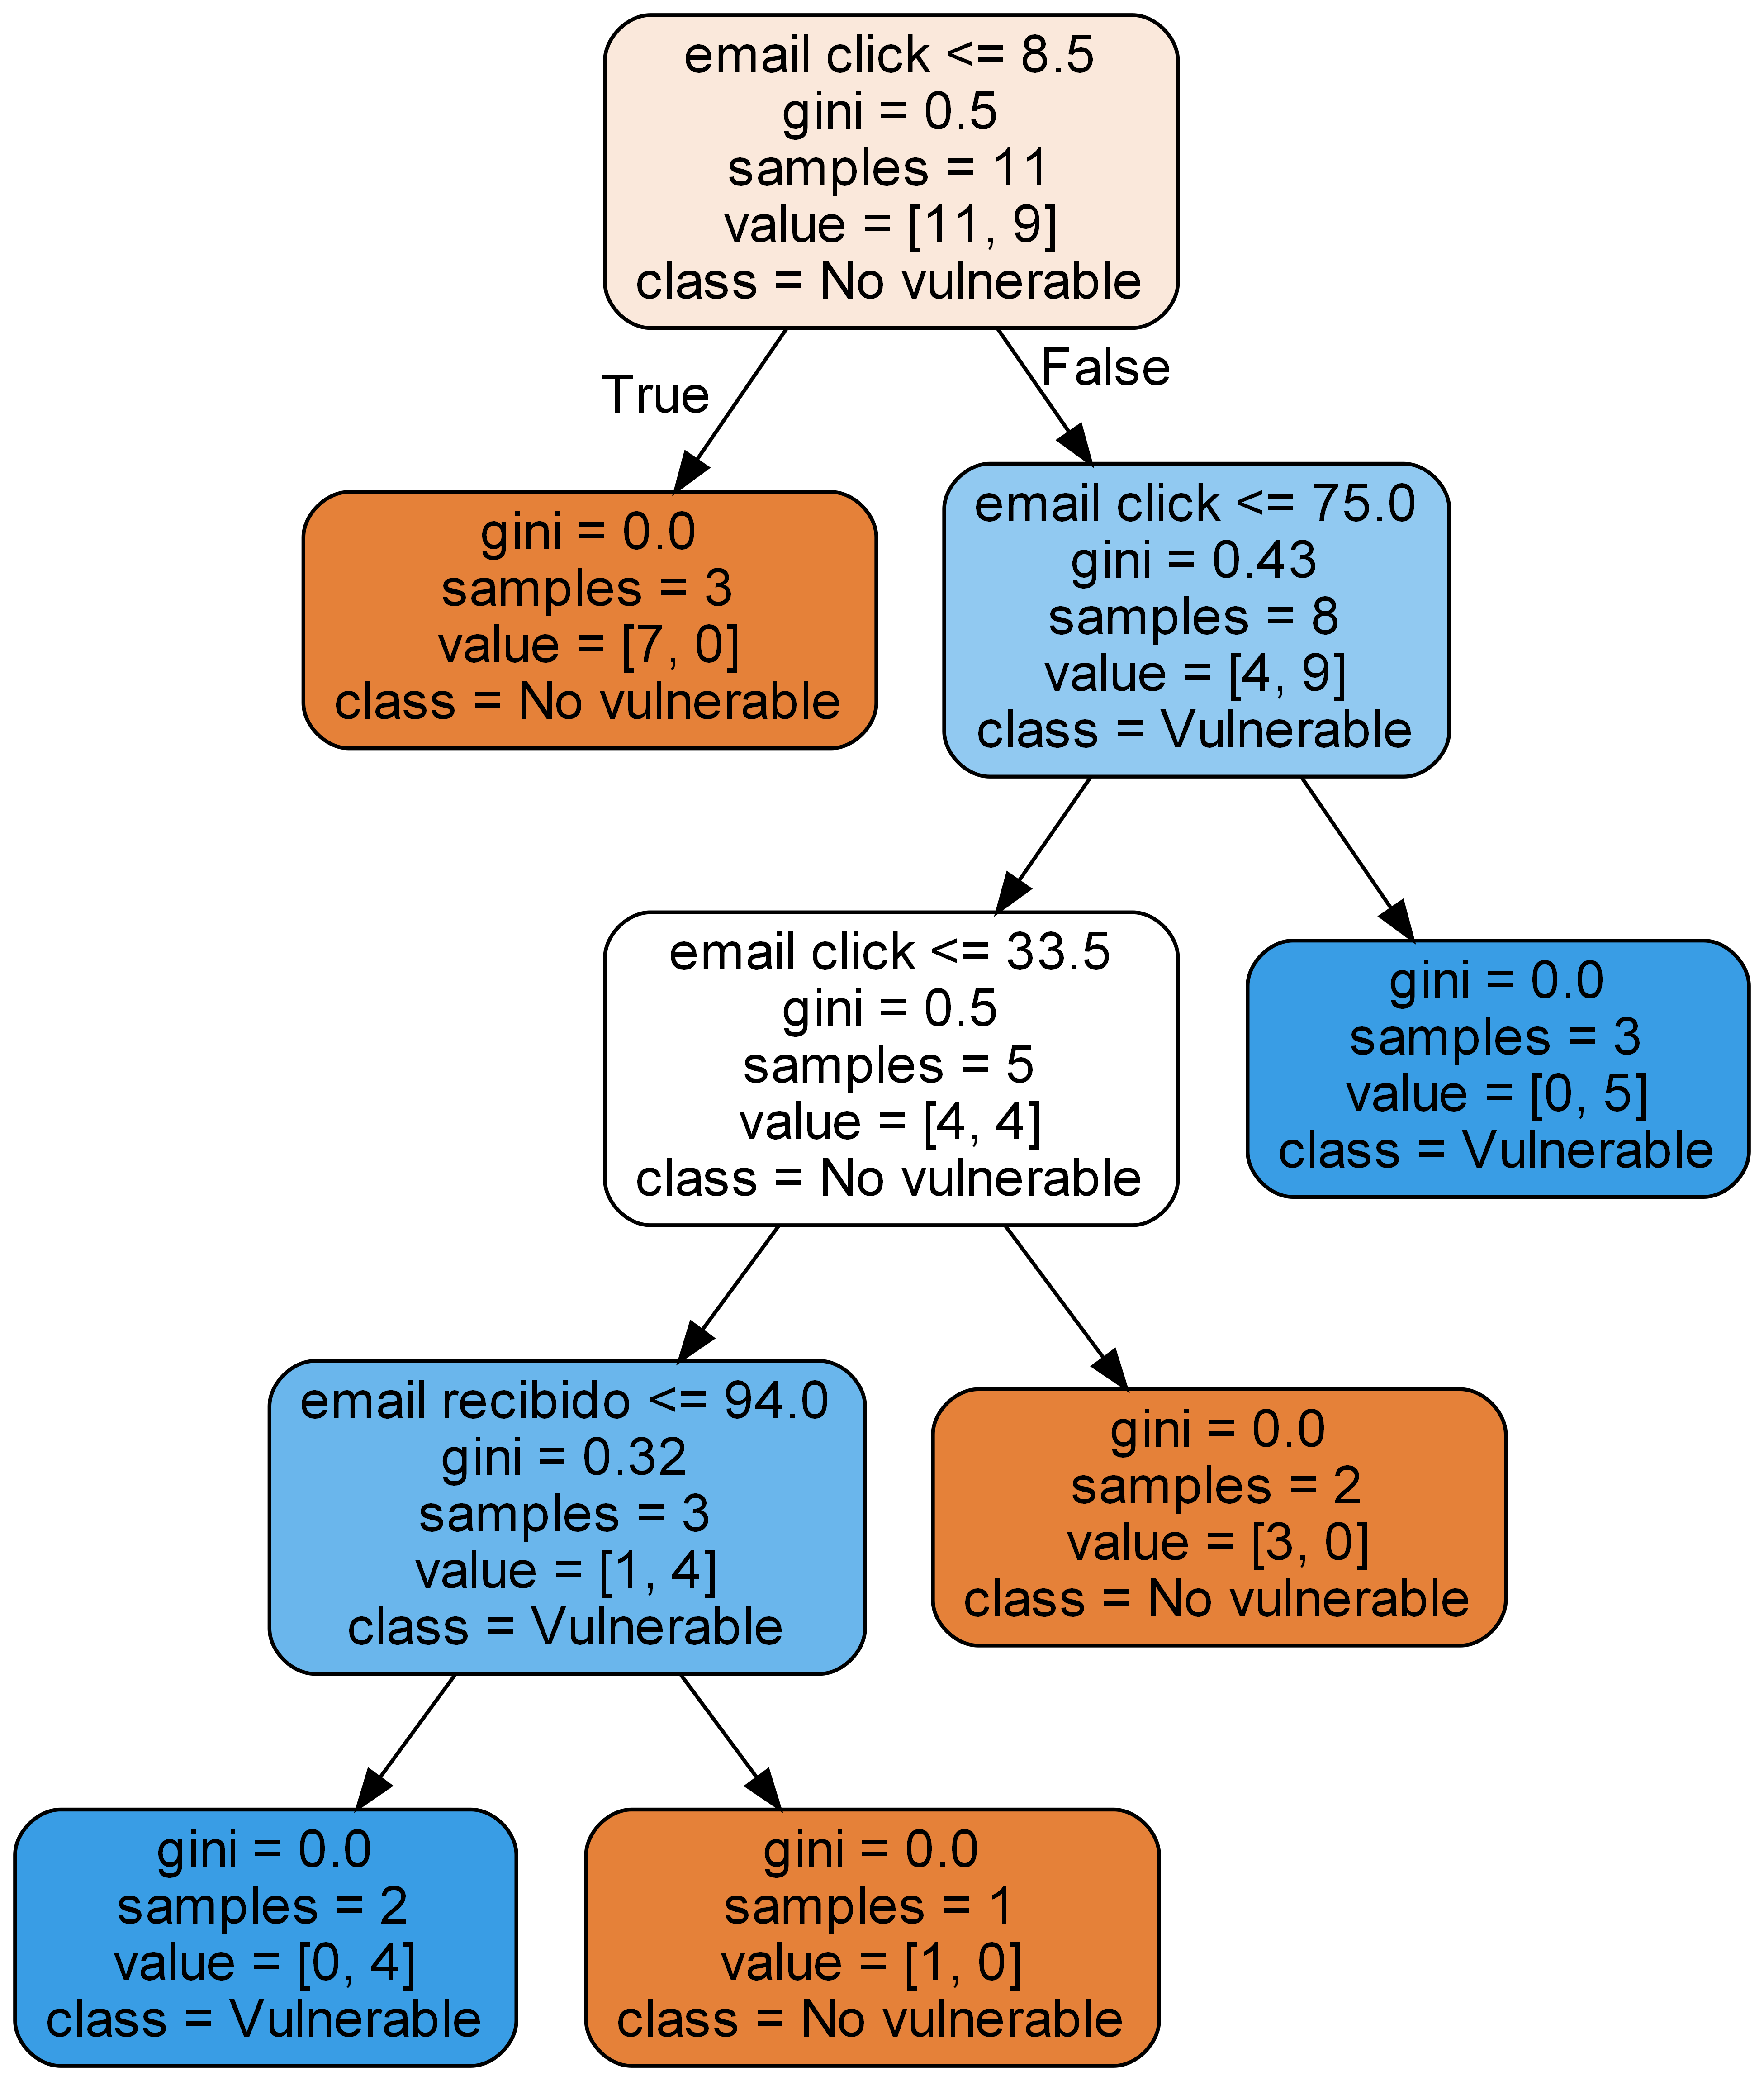 email click <= 8.5
gini = 0.5
samples = 11
value = [11, 9]
class = No vulnerable
True
False
gini = 0.0
samples = 3
value = [7, 0]
class = No vulnerable
email click <= 75.0
gini = 0.43
samples = 8
value = [4, 9]
class = Vulnerable
email click <= 33.5
gini = 0.5
samples = 5
value = [4, 4]
class = No vulnerable
gini = 0.0
samples = 3
value = [0, 5]
class = Vulnerable
email recibido <= 94.0
gini = 0.32
samples = 3
value = [1, 4]
class = Vulnerable
gini = 0.0
samples = 2
value = [3, 0]
class = No vulnerable
gini = 0.0
samples = 2
value = [0, 4]
class = Vulnerable
gini = 0.0
samples = 1
value = [1, 0]
class = No vulnerable